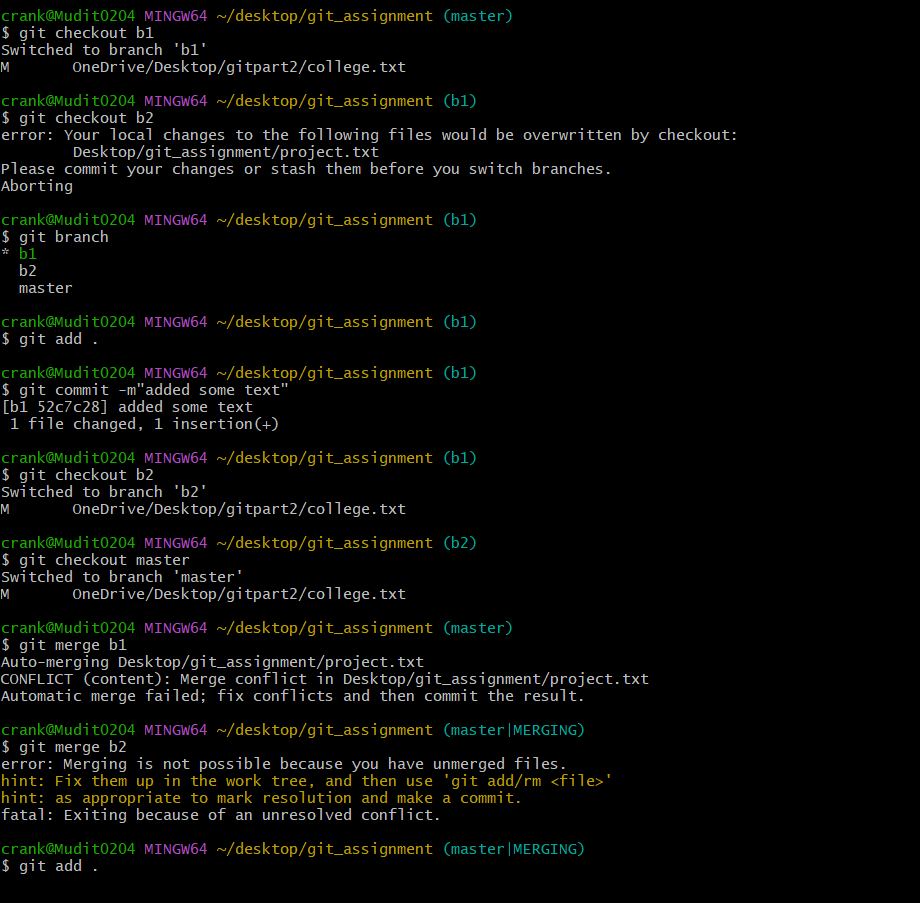 crank@Mudit0204 MINGW64 ~/desktop/git_assignment (master)
$ git checkout b1
Switched to branch 'b1'
M       OneDrive/Desktop/gitpart2/college.txt
crank@Mudit0204 MINGW64 ~/desktop/git_assignment (b1)
$ git checkout b2
error: Your local changes to the following files would be overwritten by checkout:
        Desktop/git_assignment/project.txt
Please commit your changes or stash them before you switch branches.
Aborting
crank@Mudit0204 MINGW64 ~/desktop/git_assignment (b1)
$ git branch
* b1
  b2
  master
crank@Mudit0204 MINGW64 ~/desktop/git_assignment (b1)
$ git add .
crank@Mudit0204 MINGW64 ~/desktop/git_assignment (b1)
$ git commit -m"added some text"
[b1 52c7c28] added some text
 1 file changed, 1 insertion(+)
crank@Mudit0204 MINGW64 ~/desktop/git_assignment (b1)
$ git checkout b2
Switched to branch 'b2'
M       OneDrive/Desktop/gitpart2/college.txt
crank@Mudit0204 MINGW64 ~/desktop/git_assignment (b2)
$ git checkout master
Switched to branch 'master'
M       OneDrive/Desktop/gitpart2/college.txt
crank@Mudit0204 MINGW64 ~/desktop/git_assignment (master)
$ git merge b1
Auto-merging Desktop/git_assignment/project.txt
CONFLICT (content): Merge conflict in Desktop/git_assignment/project.txt
Automatic merge failed; fix conflicts and then commit the result.
crank@Mudit0204 MINGW64 ~/desktop/git_assignment (master|MERGING)
$ git merge b2
error: Merging is not possible because you have unmerged files.
hint: Fix them up in the work tree, and then use 'git add/rm <file>'
hint: as appropriate to mark resolution and make a commit.
fatal: Exiting because of an unresolved conflict.
crank@Mudit0204 MINGW64 ~/desktop/git_assignment (master|MERGING)
$ git add .